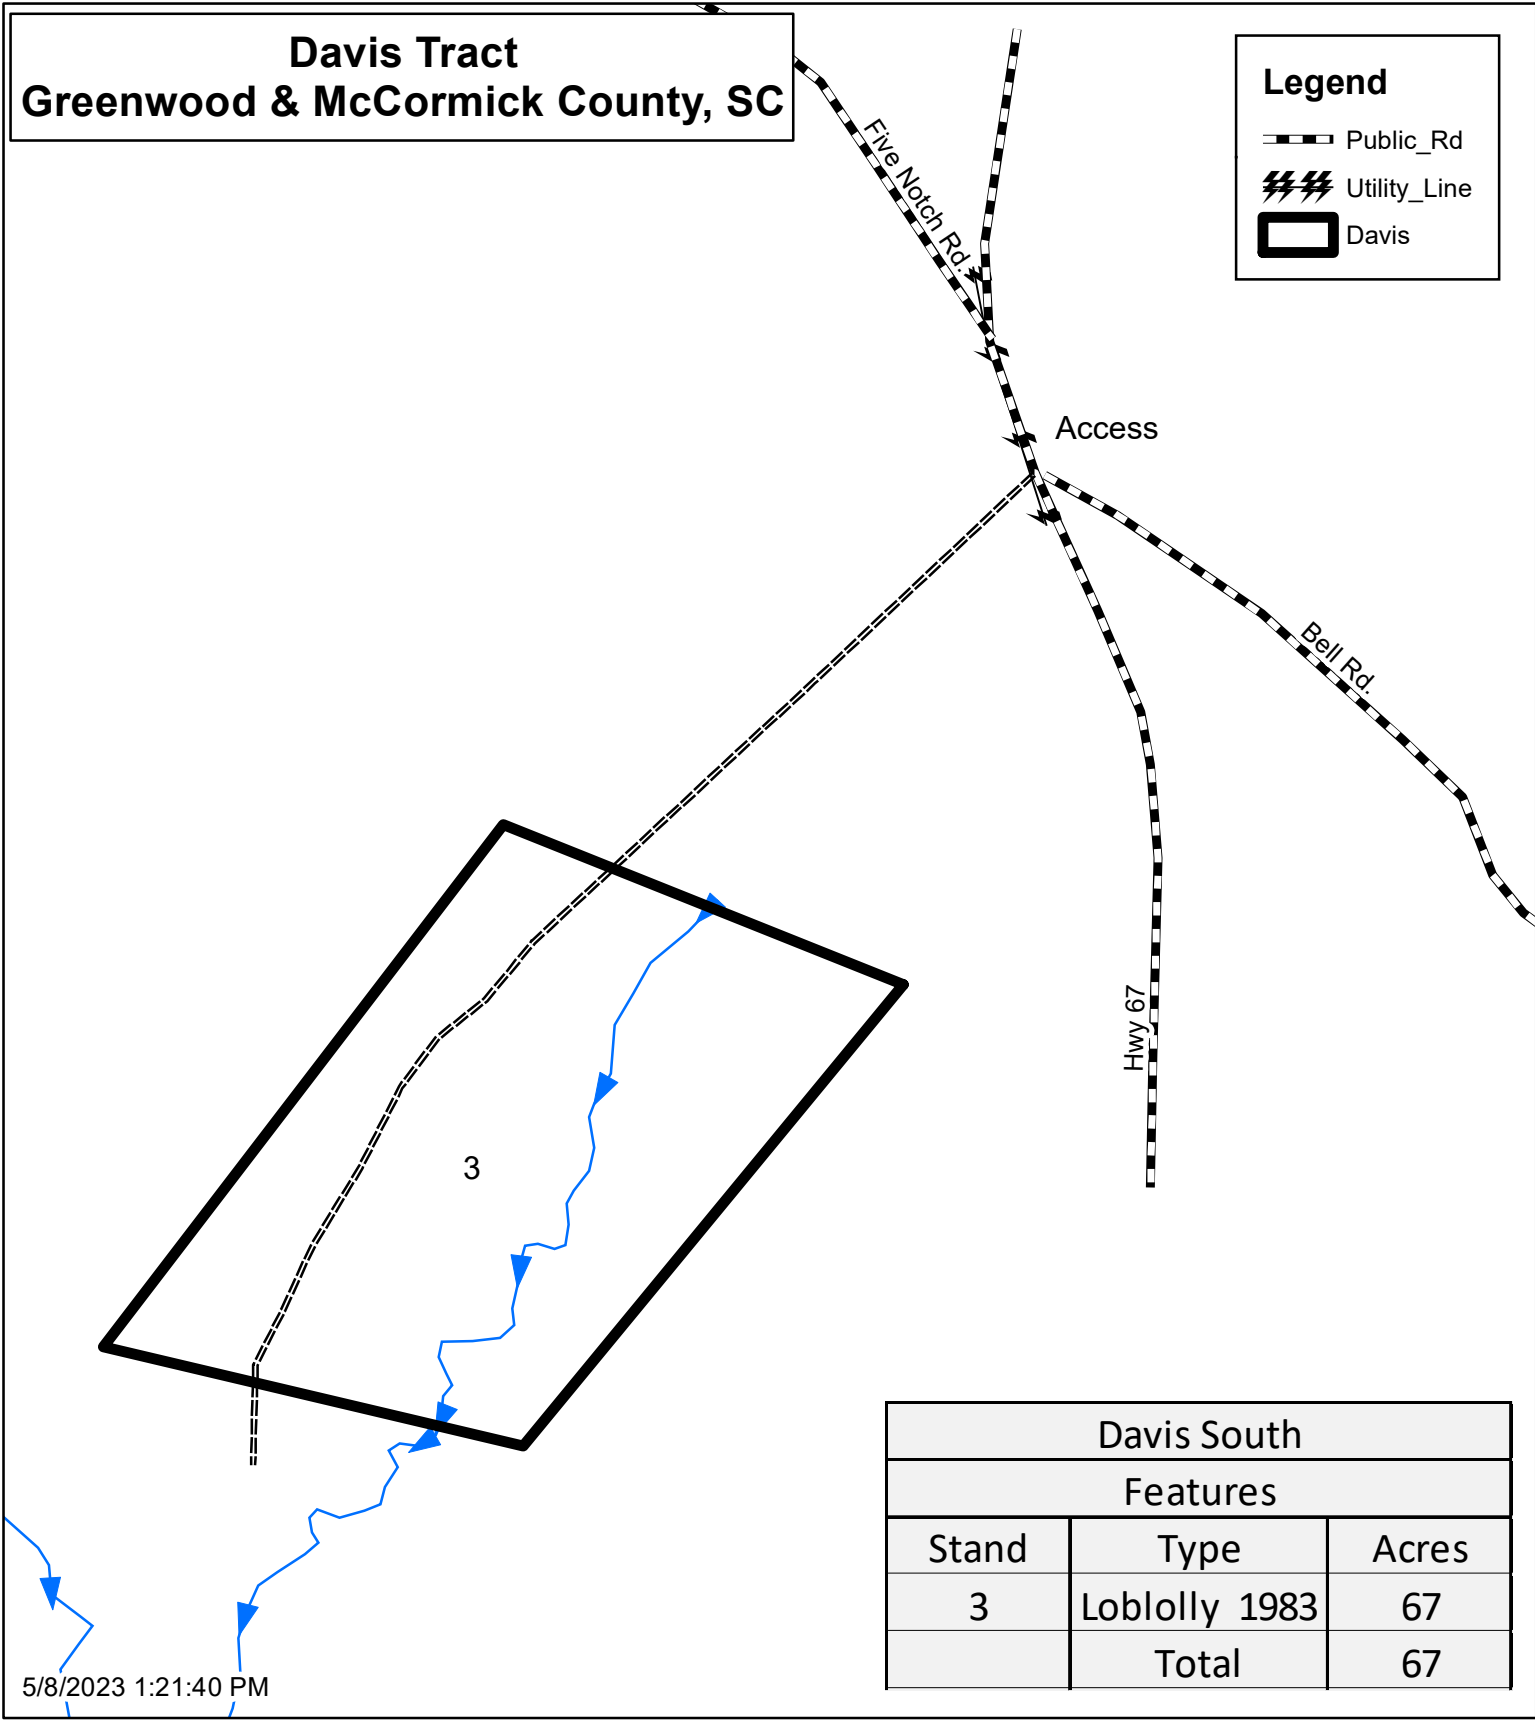 Davis Tract
Greenwood & McCormick County, SC
Legend
Public_Rd
Utility_Line
Davis
Five Notch Rd.
Access
Bell Rd.
Hwy 67
3
Davis South
Features
Stand Type Acres
3 Loblolly 1983 67
Total 67
5/8/2023 1:21:40 PM